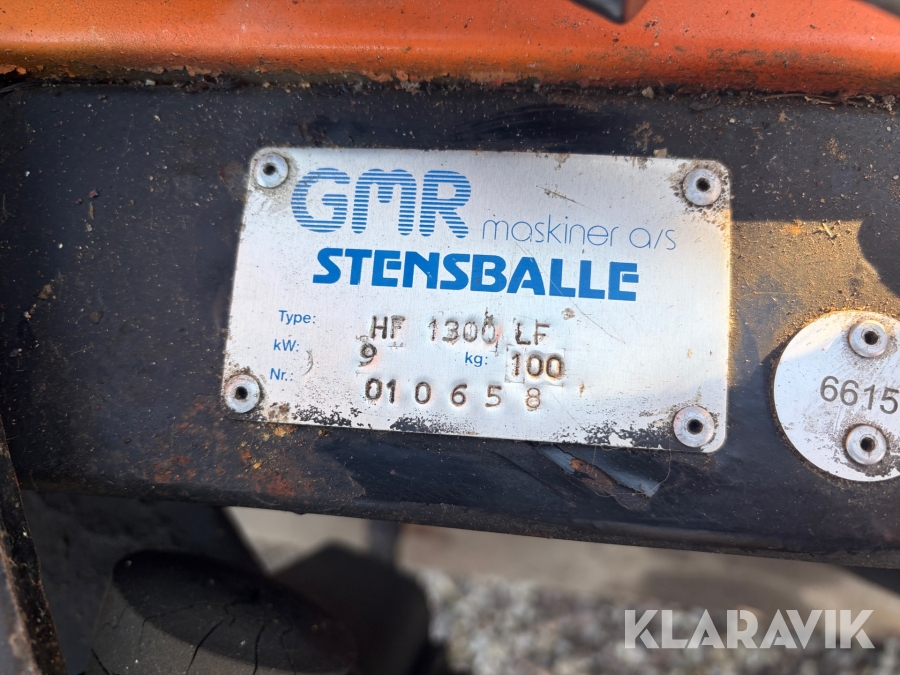 GMR maskiner a/s
STENSBALLE
Type: HF 1300 LF
kW: 9 kg: 100
Nr.: 010658
6615
KLARAVIK